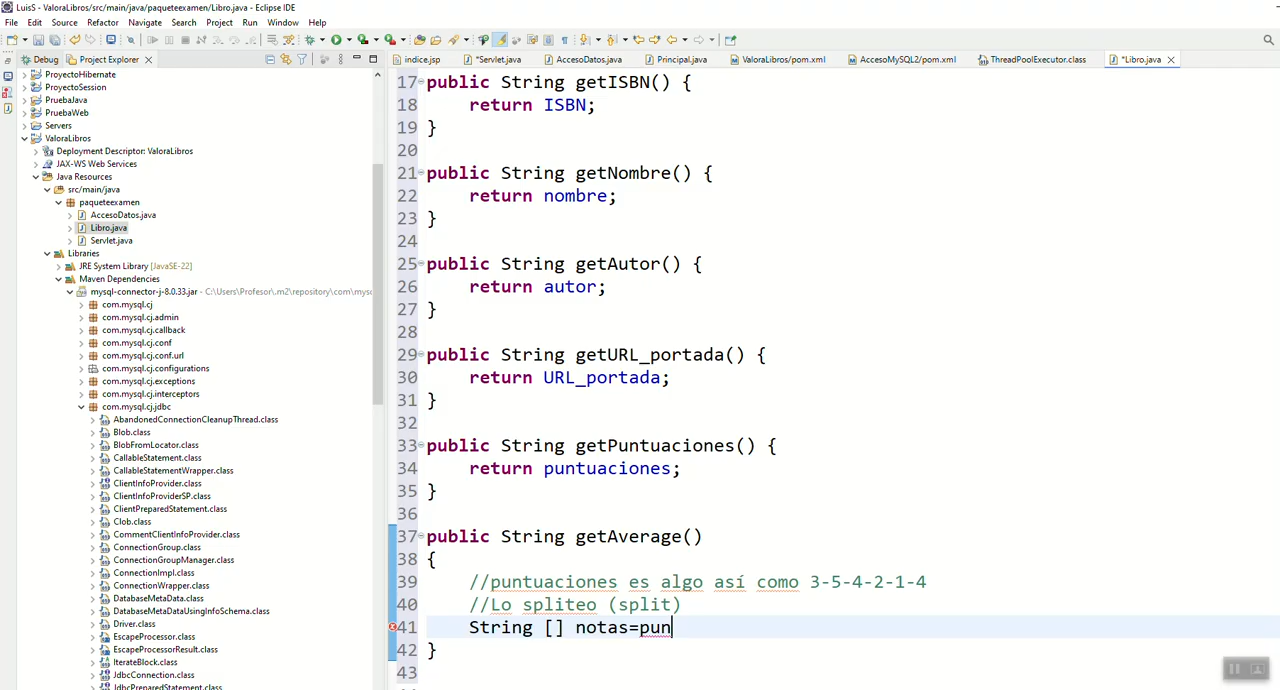 LuisS - ValoraLibros/src/main/java/paqueteexamen/Libro.java - Eclipse IDE
File Edit Source Refactor Navigate Search Project Run Window Help
Debug Project Explorer
indice.jsp *Servlet.java AccesoDatos.java Principal.java ValoraLibros/pom.xml AccesoMySQL2/pom.xml ThreadPoolExecutor.class *Libro.java
ProyectoHibernate
ProyectoSession
PruebaJava
PruebaWeb
Servers
ValoraLibros
Deployment Descriptor: ValoraLibros
JAX-WS Web Services
Java Resources
src/main/java
paqueteexamen
AccesoDatos.java
Libro.java
Servlet.java
Libraries
JRE System Library [JavaSE-22]
Maven Dependencies
mysql-connector-j-8.0.33.jar - C:\Users\Profesor\.m2\repository\com\mysc
com.mysql.cj
com.mysql.cj.admin
com.mysql.cj.callback
com.mysql.cj.conf
com.mysql.cj.conf.url
com.mysql.cj.configurations
com.mysql.cj.exceptions
com.mysql.cj.interceptors
com.mysql.cj.jdbc
AbandonedConnectionCleanupThread.class
Blob.class
BlobFromLocator.class
CallableStatement.class
CallableStatementWrapper.class
ClientInfoProvider.class
ClientInfoProviderSP.class
ClientPreparedStatement.class
Clob.class
CommentClientInfoProvider.class
ConnectionGroup.class
ConnectionGroupManager.class
ConnectionImpl.class
ConnectionWrapper.class
DatabaseMetaData.class
DatabaseMetaDataUsingInfoSchema.class
Driver.class
EscapeProcessor.class
EscapeProcessorResult.class
IterateBlock.class
JdbcConnection.class
JdbcPreparedStatement.class
17 public String getISBN() {
18 return ISBN;
19 }
20
21 public String getNombre() {
22 return nombre;
23 }
24
25 public String getAutor() {
26 return autor;
27 }
28
29 public String getURL_portada() {
30 return URL_portada;
31 }
32
33 public String getPuntuaciones() {
34 return puntuaciones;
35 }
36
37 public String getAverage()
38 {
39 //puntuaciones es algo así como 3-5-4-2-1-4
40 //Lo spliteo (split)
41 String [] notas=pun
42 }
43